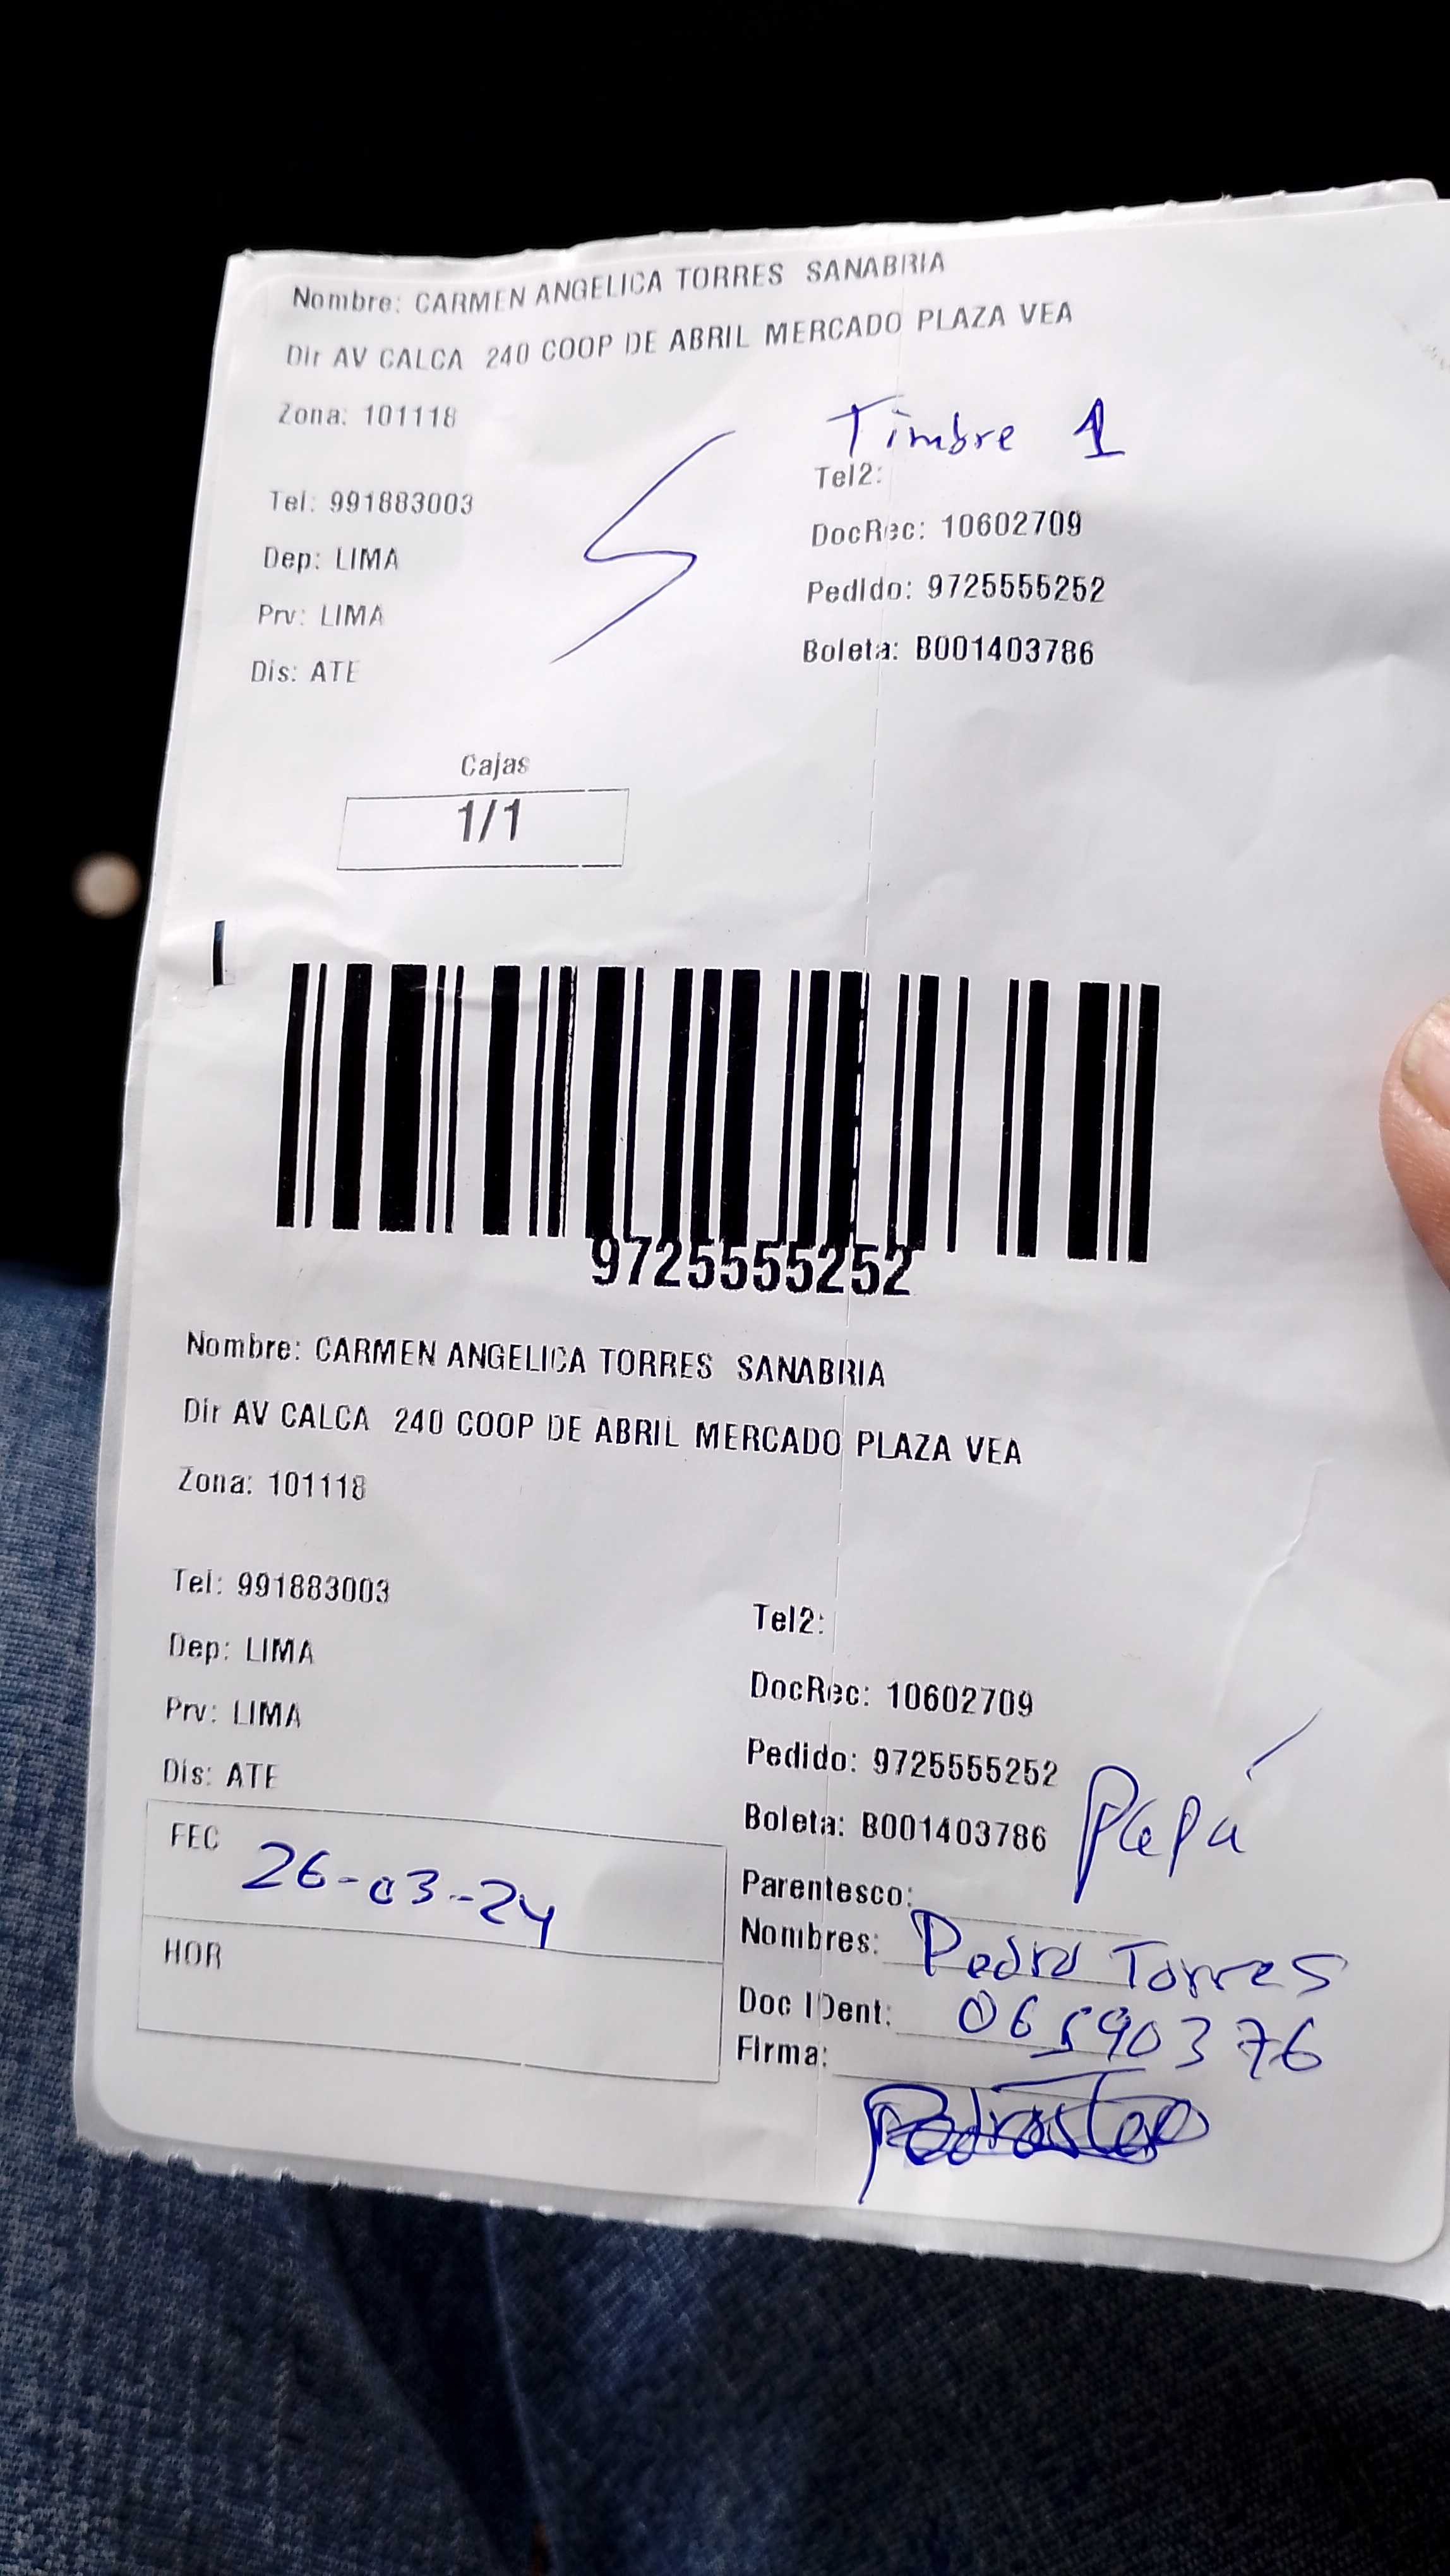 Nombre: CARMEN ANGELICA TORRES SANABRIA
Dir AV CALCA 240 COOP DE ABRIL MERCADO PLAZA VEA
Zona: 101118
Timbre 1
Tel: 991883003
Tel2:
Dep: LIMA
DocRec: 10602709
Prv: LIMA
Pedido: 9725555252
Dis: ATE
Boleta: B001403786
Cajas
1/1
9725555252
Nombre: CARMEN ANGELICA TORRES SANABRIA
Dir AV CALCA 240 COOP DE ABRIL MERCADO PLAZA VEA
Zona: 101118
Tel: 991883003
Tel2:
Dep: LIMA
DocRec: 10602709
Prv: LIMA
Pedido: 9725555252
Dis: ATE
Boleta: B001403786
FEC 26-03-24
HOR
Parentesco: Papá
Nombres: Pedro Torres
Doc IDent: 06590376
Firma: